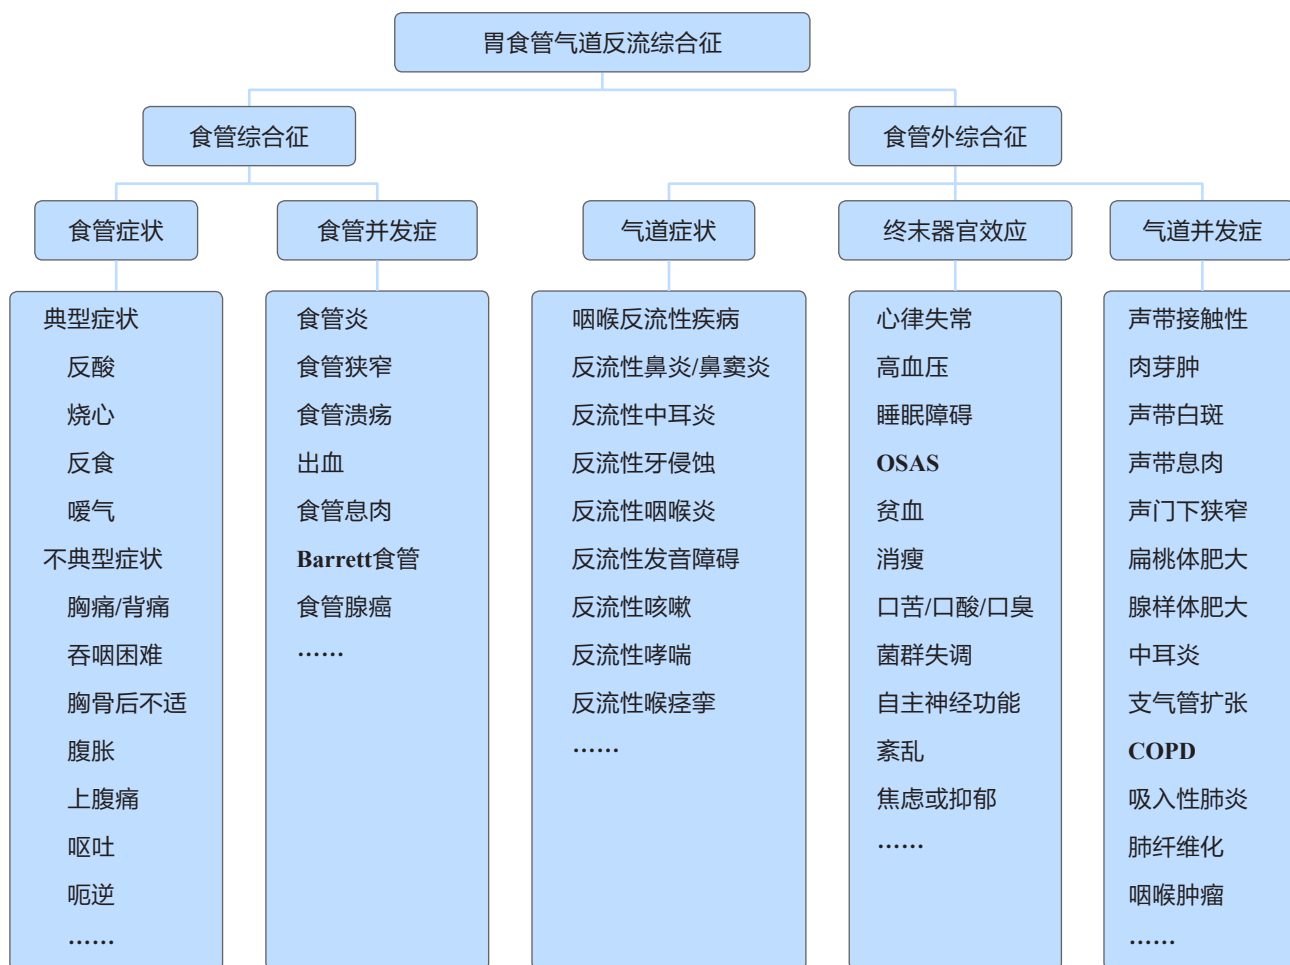 胃食管气道反流综合征
食管综合征
食管外综合征
食管症状
食管并发症
气道症状
终末器官效应
气道并发症
典型症状
反酸
烧心
反食
嗳气
不典型症状
胸痛/背痛
吞咽困难
胸骨后不适
腹胀
上腹痛
呕吐
呃逆
……
食管炎
食管狭窄
食管溃疡
出血
食管息肉
Barrett食管
食管腺癌
……
咽喉反流性疾病
反流性鼻炎/鼻窦炎
反流性中耳炎
反流性牙侵蚀
反流性咽喉炎
反流性发音障碍
反流性咳嗽
反流性哮喘
反流性喉痉挛
……
心律失常
高血压
睡眠障碍
OSAS
贫血
消瘦
口苦/口酸/口臭
菌群失调
自主神经功能
紊乱
焦虑或抑郁
……
声带接触性
肉芽肿
声带白斑
声带息肉
声门下狭窄
扁桃体肥大
腺样体肥大
中耳炎
支气管扩张
COPD
吸入性肺炎
肺纤维化
咽喉肿瘤
……